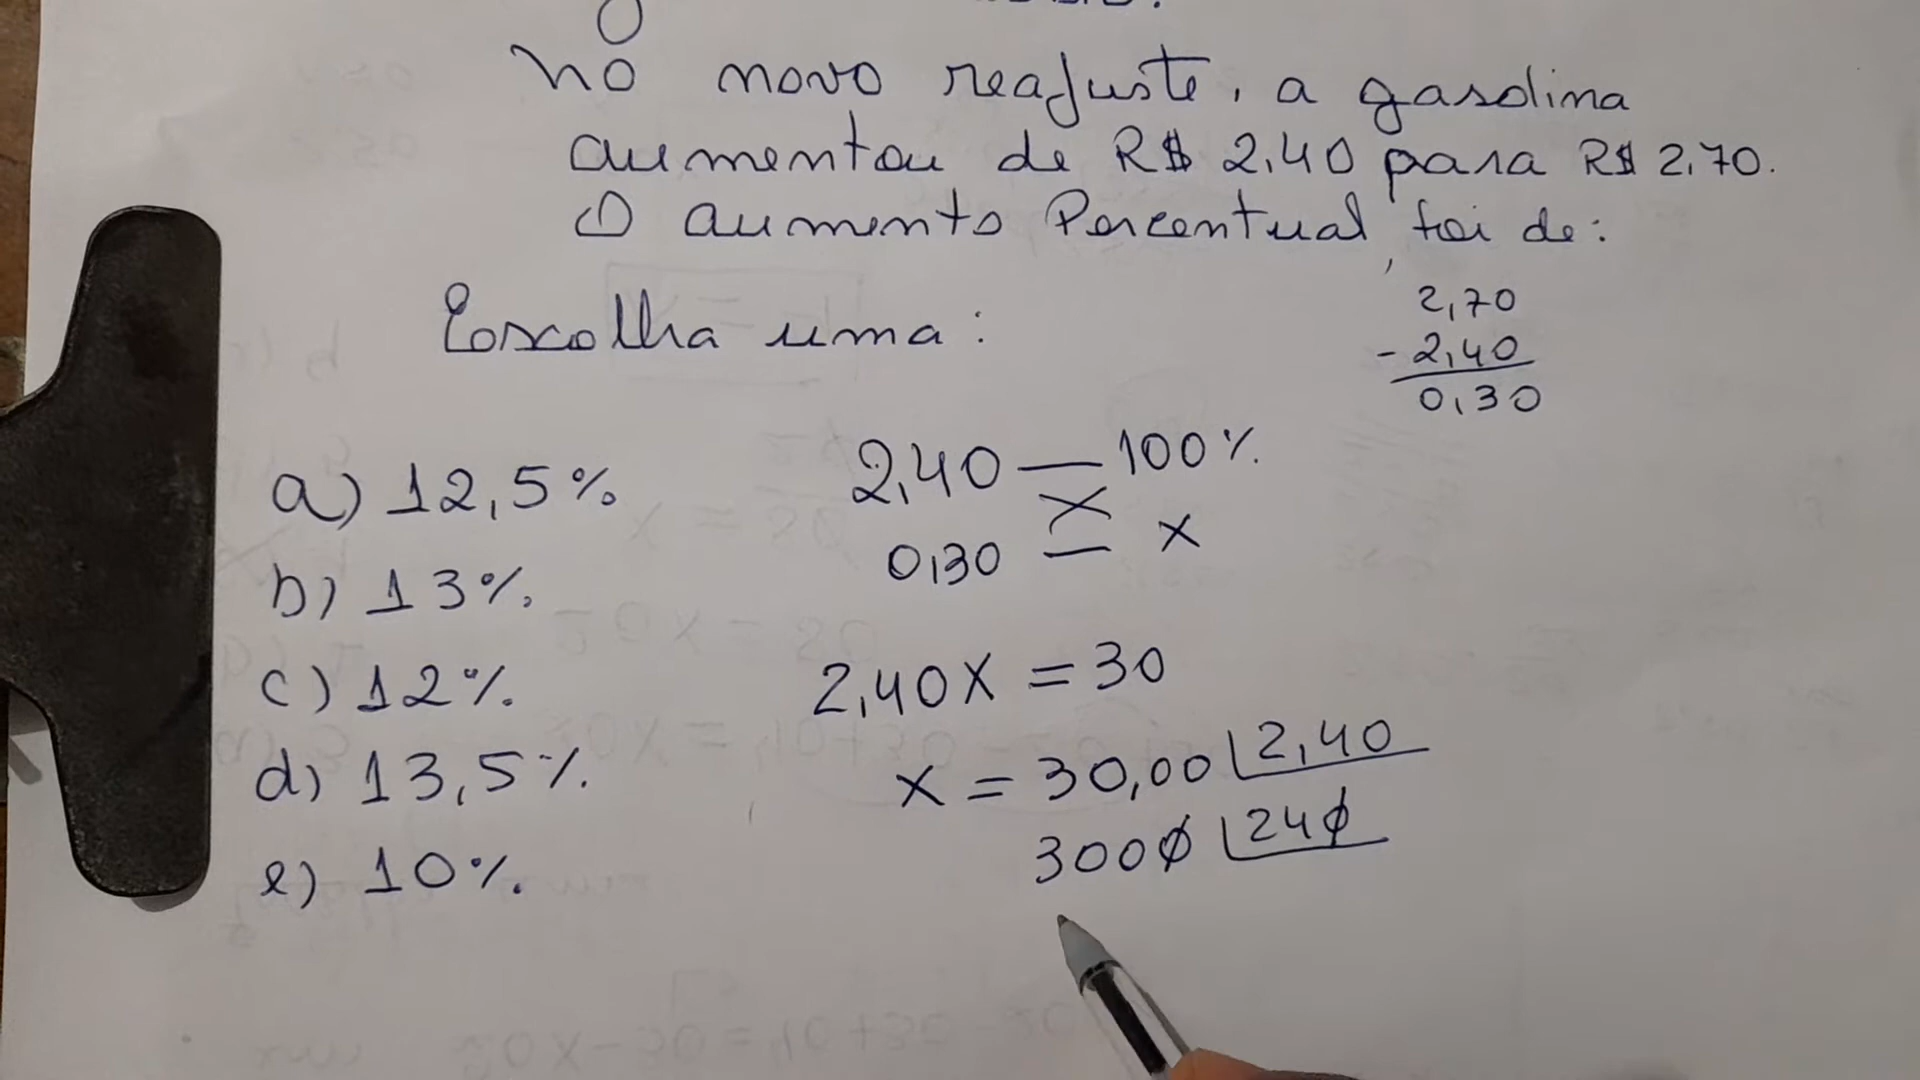 No novo reajuste, a gasolina
aumentou de R$ 2,40 para R$ 2,70.
O aumento Percentual foi de:
Escolha uma:
2,70
- 2,40
0,30
a) 12,5%
b) 13%
c) 12%
d) 13,5%
e) 10%
2,40 — 100%
0,30 — x
2,40x = 30
x = 30,00 2,40
3000 240